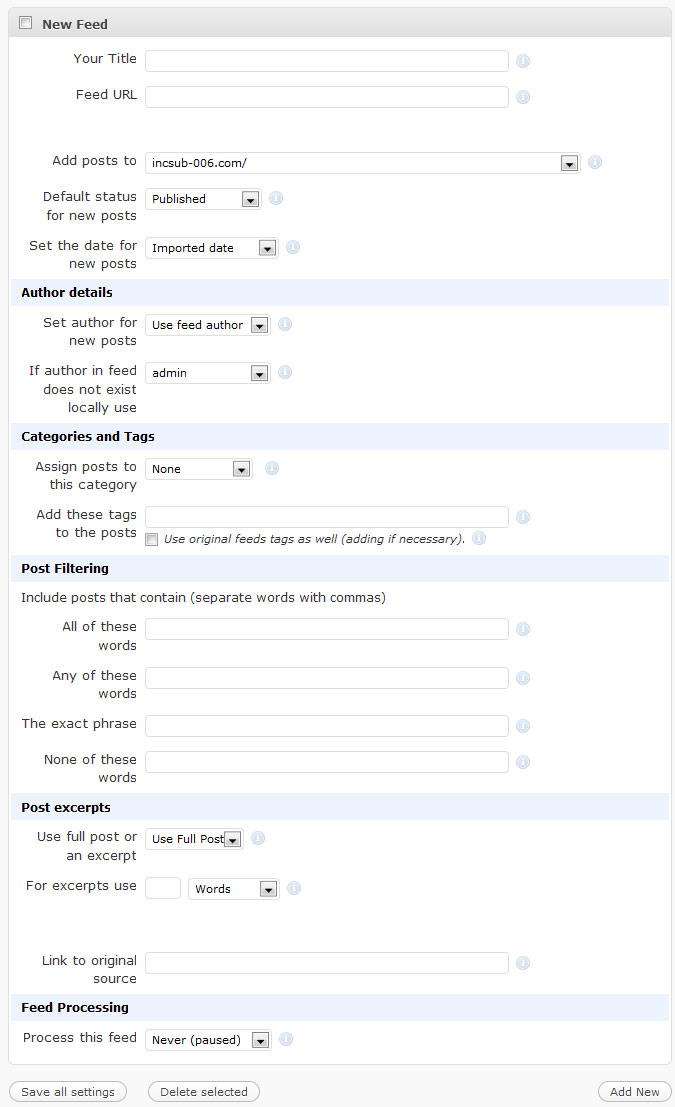 New Feed
Your Title
Feed URL
Add posts to
incsub-006.com/
Default status
for new posts
Published
Set the date for
new posts
Imported date
Author details
Set author for
new posts
Use feed author
If author in feed
does not exist
locally use
admin
Categories and Tags
Assign posts to
this category
None
Add these tags
to the posts
Use original feeds tags as well (adding if necessary).
Post Filtering
Include posts that contain (separate words with commas)
All of these
words
Any of these
words
The exact phrase
None of these
words
Post excerpts
Use full post or
an excerpt
Use Full Post
For excerpts use
Words
Link to original
source
Feed Processing
Process this feed
Never (paused)
Save all settings
Delete selected
Add New